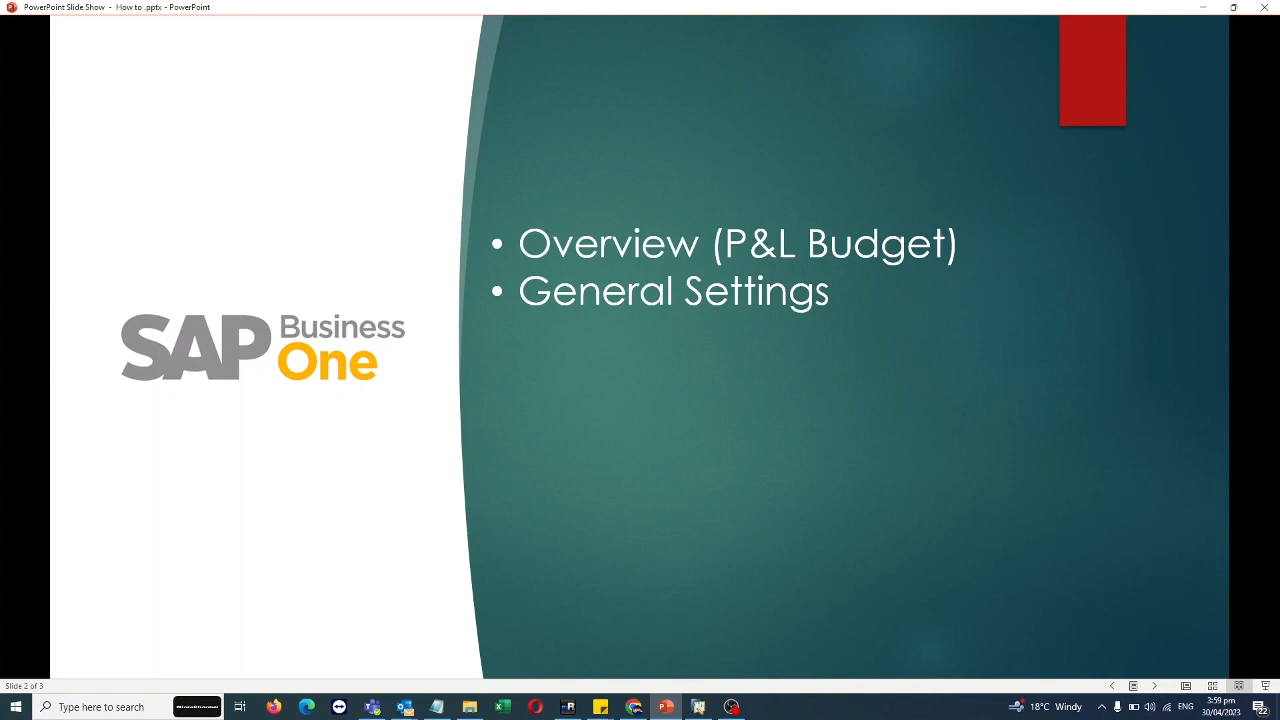 PowerPoint Slide Show - How to .pptx - PowerPoint
• Overview (P&L Budget)
• General Settings
SAP Business One
Slide 2 of 3
Type here to search
18°C Windy
ENG
3:59 pm
30/04/2023